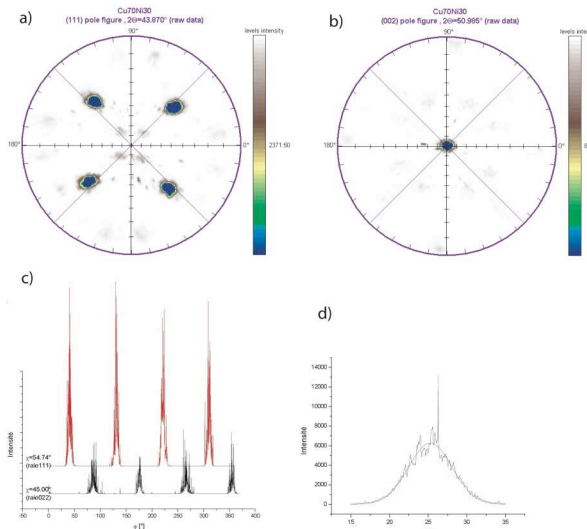 a)
Cu70Ni30
(111) pole figure , 2Θ=43.870° (raw data)
levels intensity
90°
180°
0°
2371.50
b)
Cu70Ni30
(002) pole figure , 2Θ=50.985° (raw data)
levels intensity
90°
180°
0°
8
c)
Intensité
χ=54.74°
(raie111)
χ=45.00°
(raie022)
-50 0 50 100 150 200 250 300 350 400
φ [°]
d)
Intensité
14000
12000
10000
8000
6000
4000
2000
0
15 20 25 30 35